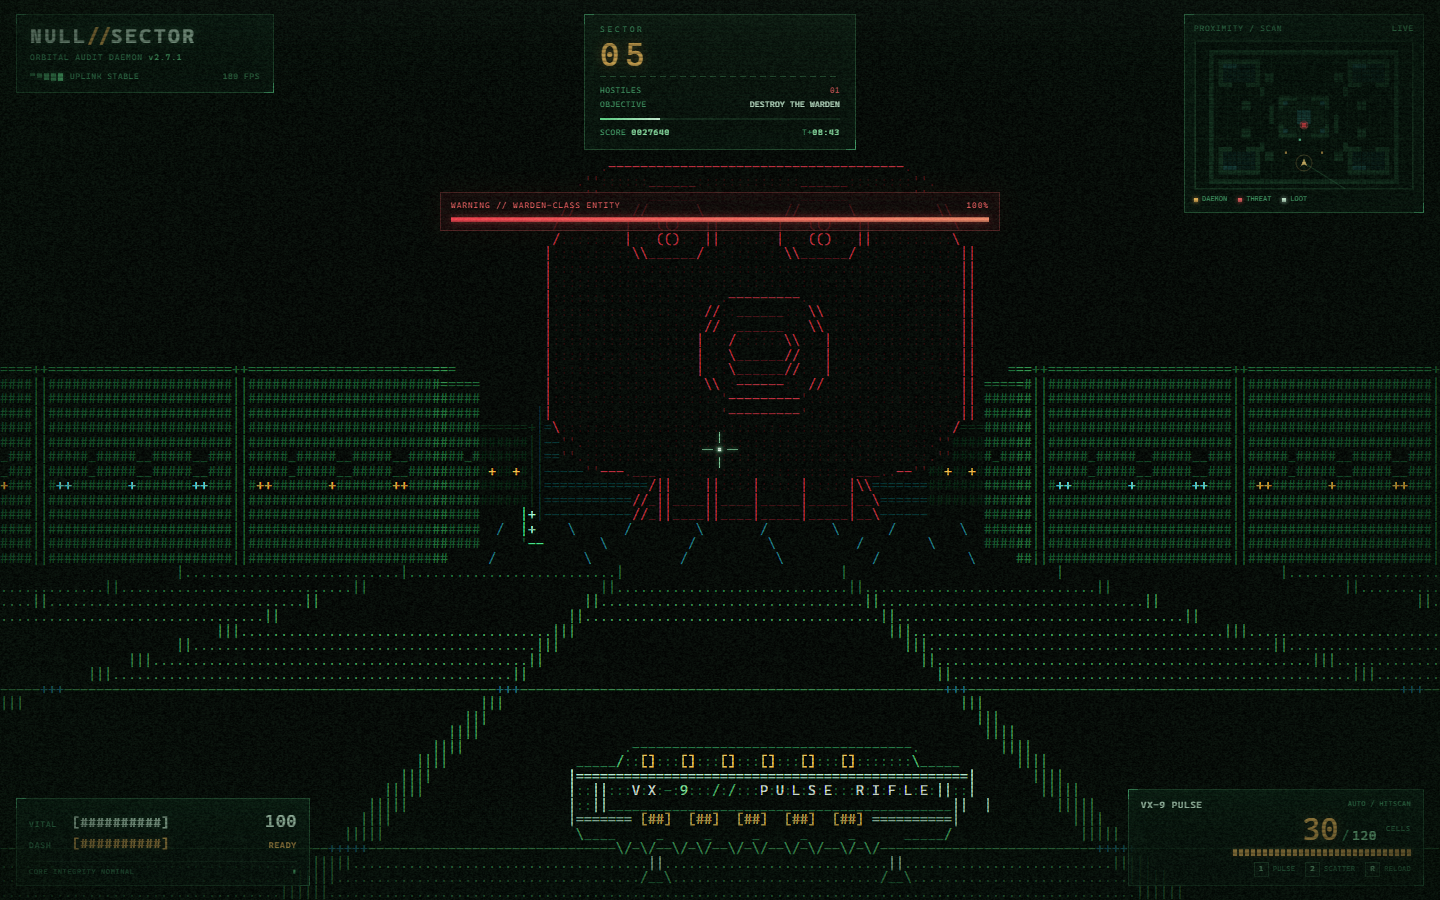 NULL//SECTOR
ORBITAL AUDIT DAEMON v2.7.1
UPLINK STABLE 180 FPS
SECTOR
05
HOSTILES 01
OBJECTIVE DESTROY THE WARDEN
SCORE 0027640 T+08:43
PROXIMITY / SCAN LIVE
DAEMON THREAT LOOT
WARNING // WARDEN-CLASS ENTITY 100%
VX-9 // PULSE RIFLE
VITAL [##########] 100
DASH [##########] READY
CORE INTEGRITY NOMINAL
VX-9 PULSE AUTO / HITSCAN
30 / 120 CELLS
1 PULSE 2 SCATTER R RELOAD